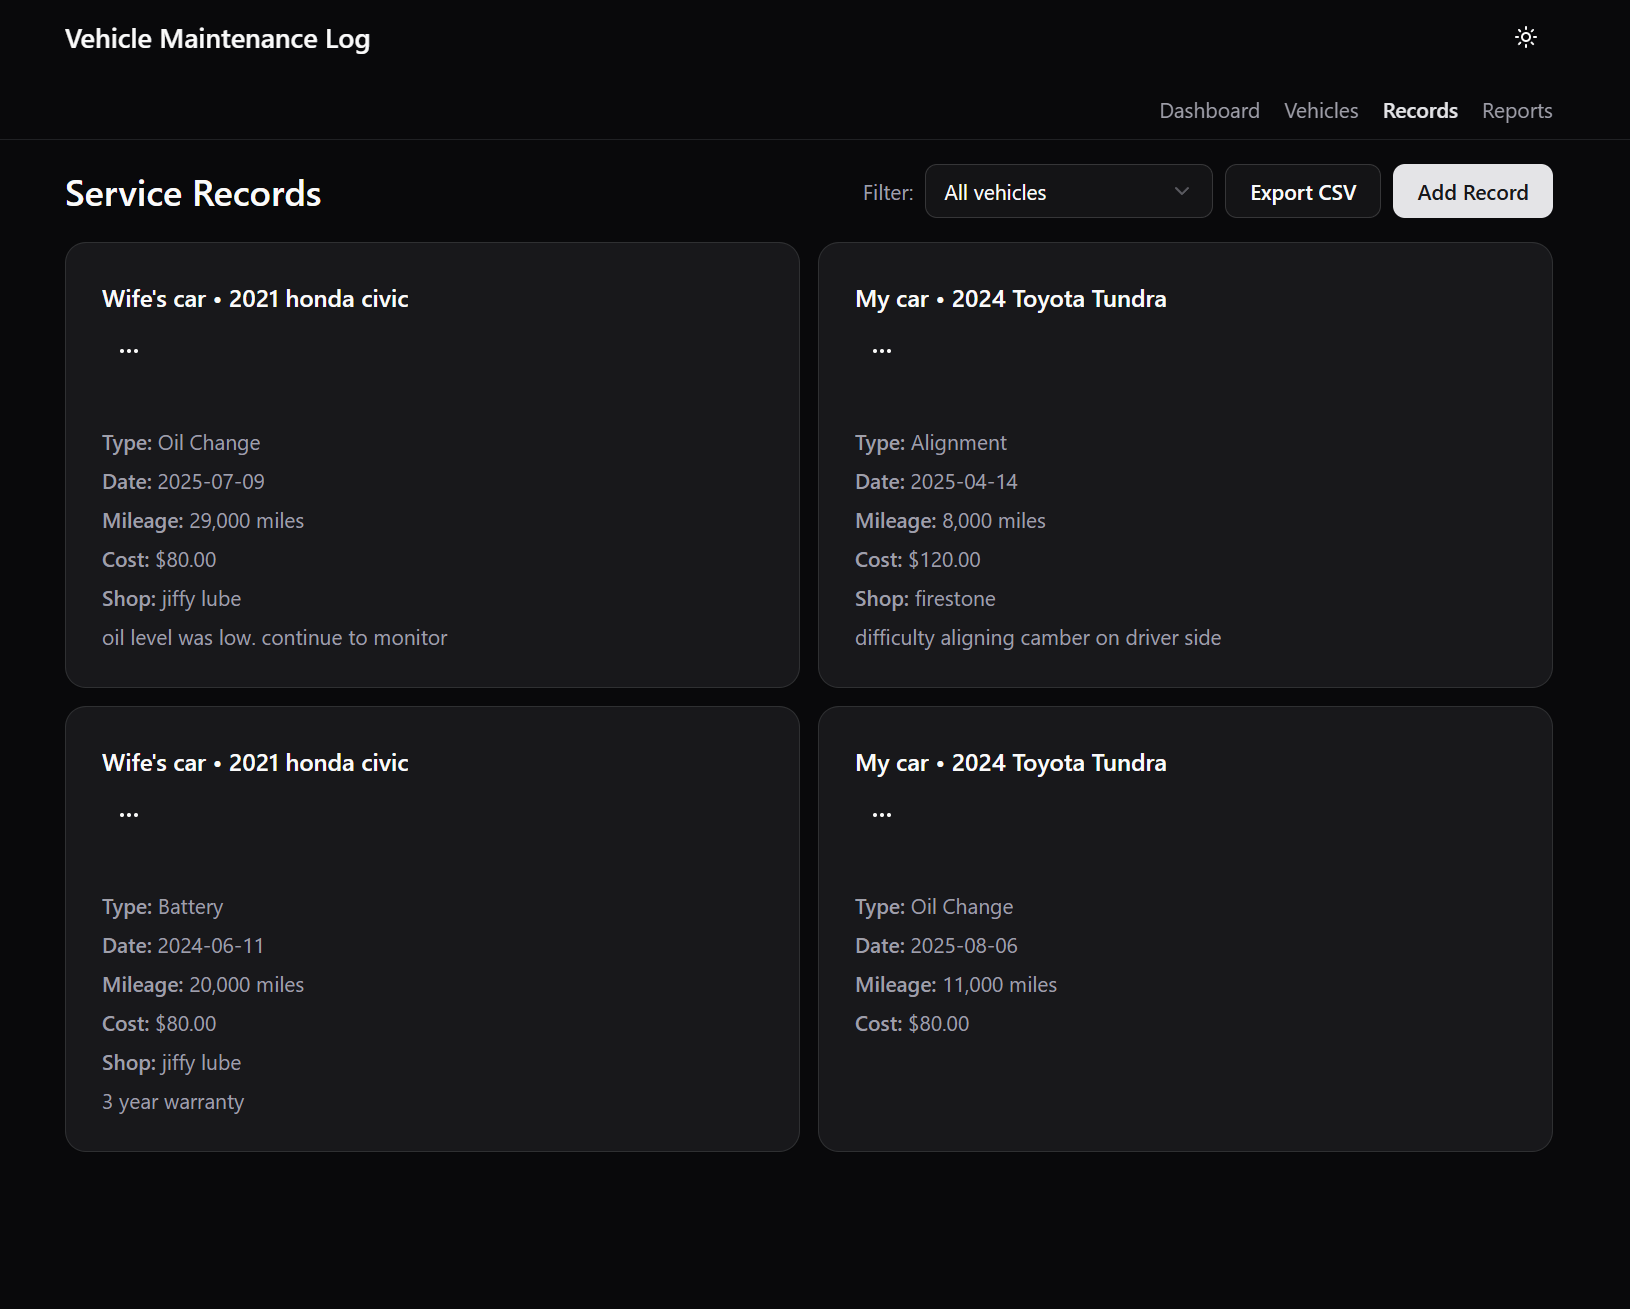 Vehicle Maintenance Log
Dashboard Vehicles Records Reports
Service Records
Filter: All vehicles Export CSV Add Record
Wife's car • 2021 honda civic
...
Type: Oil Change
Date: 2025-07-09
Mileage: 29,000 miles
Cost: $80.00
Shop: jiffy lube
oil level was low. continue to monitor
My car • 2024 Toyota Tundra
...
Type: Alignment
Date: 2025-04-14
Mileage: 8,000 miles
Cost: $120.00
Shop: firestone
difficulty aligning camber on driver side
Wife's car • 2021 honda civic
...
Type: Battery
Date: 2024-06-11
Mileage: 20,000 miles
Cost: $80.00
Shop: jiffy lube
3 year warranty
My car • 2024 Toyota Tundra
...
Type: Oil Change
Date: 2025-08-06
Mileage: 11,000 miles
Cost: $80.00